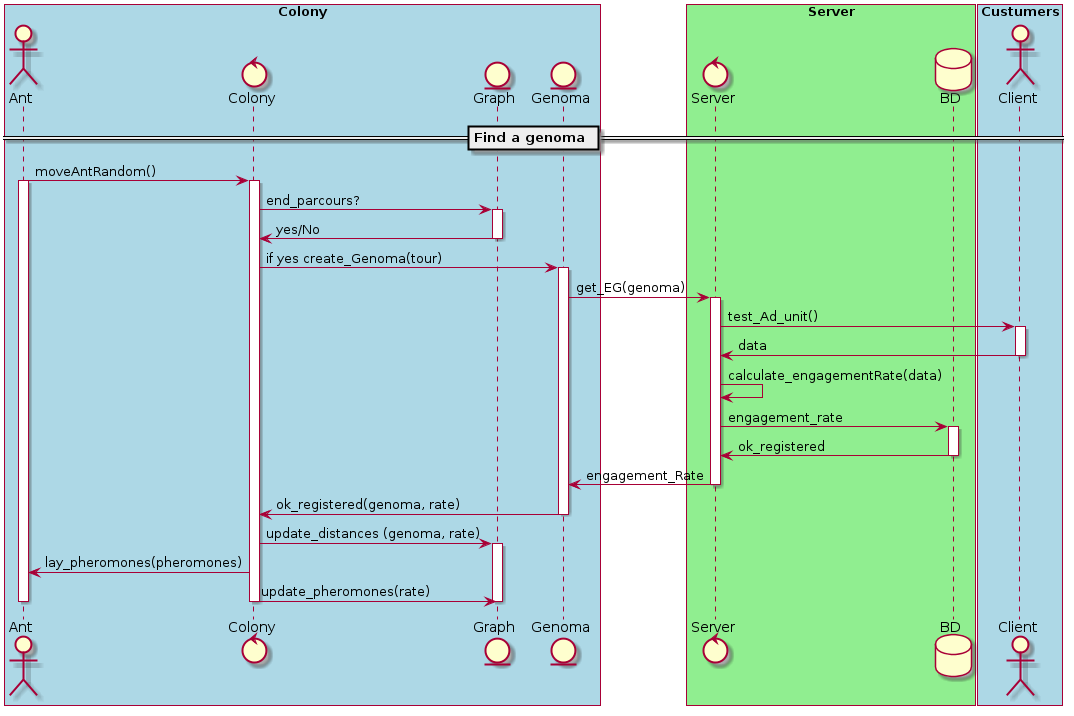 Colony
Server
Custumers
Ant
Colony
Graph
Genoma
Server
BD
Client
Find a genoma
moveAntRandom()
end_parcours?
yes/No
if yes create_Genoma(tour)
get_EG(genoma)
test_Ad_unit()
data
calculate_engagementRate(data)
engagement_rate
ok_registered
engagement_Rate
ok_registered(genoma, rate)
update_distances (genoma, rate)
lay_pheromones(pheromones)
update_pheromones(rate)
Ant
Colony
Graph
Genoma
Server
BD
Client